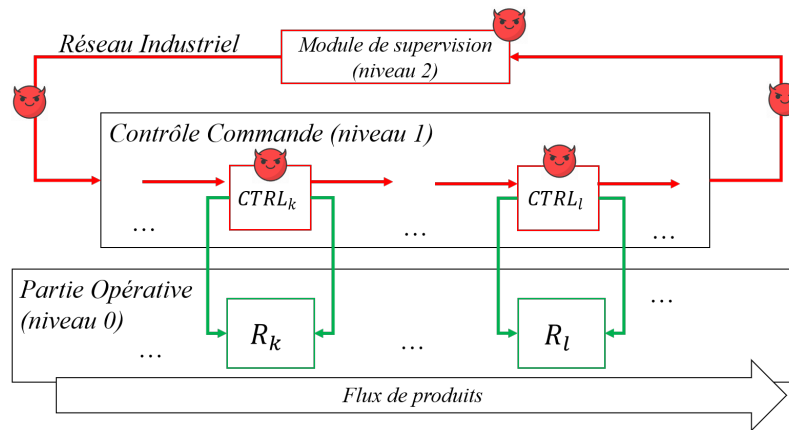 Réseau Industriel
Module de supervision
(niveau 2)
Contrôle Commande (niveau 1)
CTRLₖ
CTRLₗ
…
…
…
Partie Opérative
(niveau 0)
…
Rₖ
…
Rₗ
…
Flux de produits